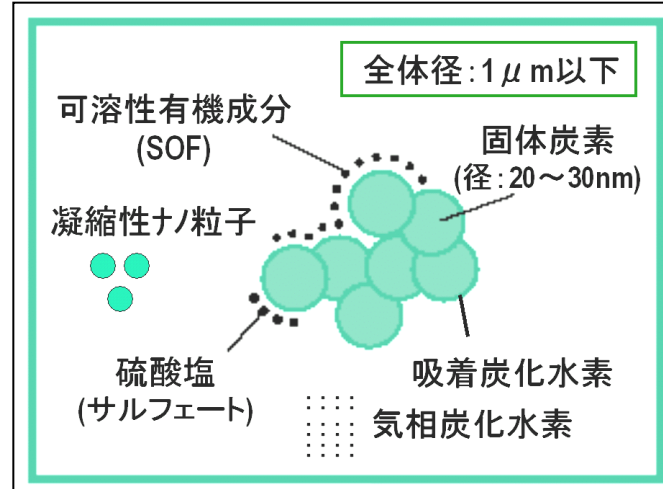 全体径:1μm以下
可溶性有機成分
(SOF)
固体炭素
(径:20～30nm)
凝縮性ナノ粒子
硫酸塩
(サルフェート)
吸着炭化水素
気相炭化水素